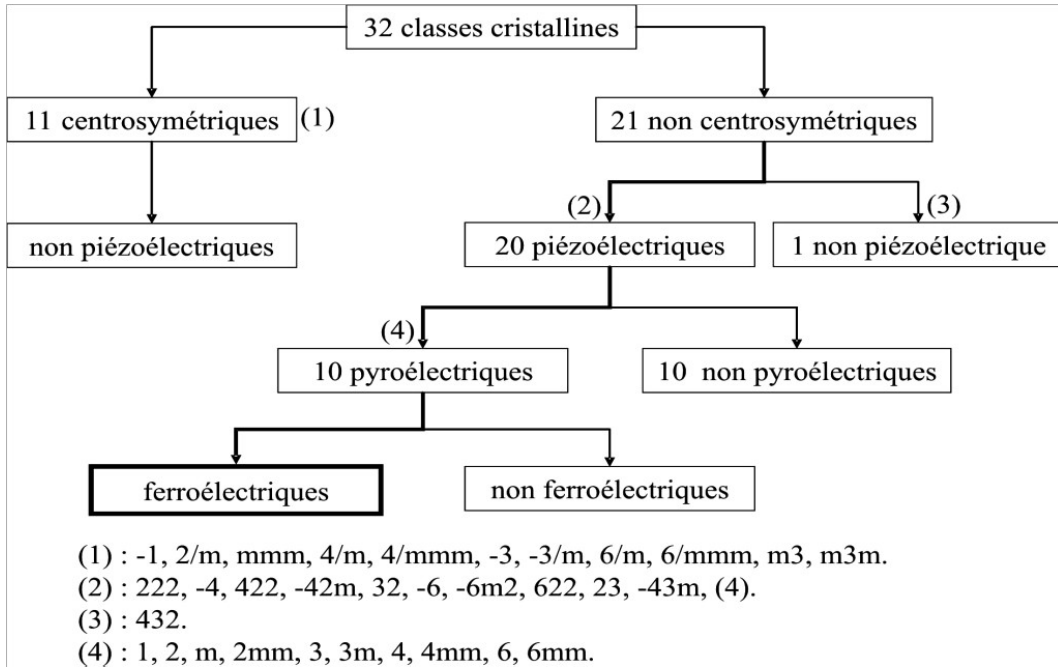 32 classes cristallines
11 centrosymétriques (1)
21 non centrosymétriques
(2)
(3)
non piézoélectriques
20 piézoélectriques
1 non piézoélectrique
(4)
10 pyroélectriques
10 non pyroélectriques
ferroélectriques
non ferroélectriques
(1) : -1, 2/m, mmm, 4/m, 4/mmm, -3, -3/m, 6/m, 6/mmm, m3, m3m.
(2) : 222, -4, 422, -42m, 32, -6, -6m2, 622, 23, -43m, (4).
(3) : 432.
(4) : 1, 2, m, 2mm, 3, 3m, 4, 4mm, 6, 6mm.